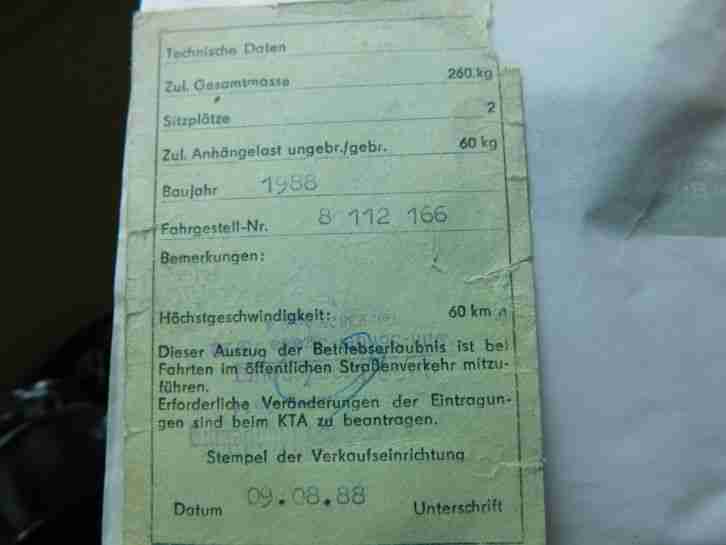 Technische Daten
Zul. Gesamtmasse 260 kg
Sitzplätze 2
Zul. Anhängelast ungebr./gebr. 60 kg
Baujahr 1988
Fahrgestell-Nr. 8 112 166
Bemerkungen:
Höchstgeschwindigkeit: 60 km
Dieser Auszug der Betriebserlaubnis ist bei
Fahrten im öffentlichen Straßenverkehr mitzu-
führen.
Erforderliche Veränderungen der Eintragun-
gen sind beim KTA zu beantragen.
Stempel der Verkaufseinrichtung
Datum 09.08.88 Unterschrift